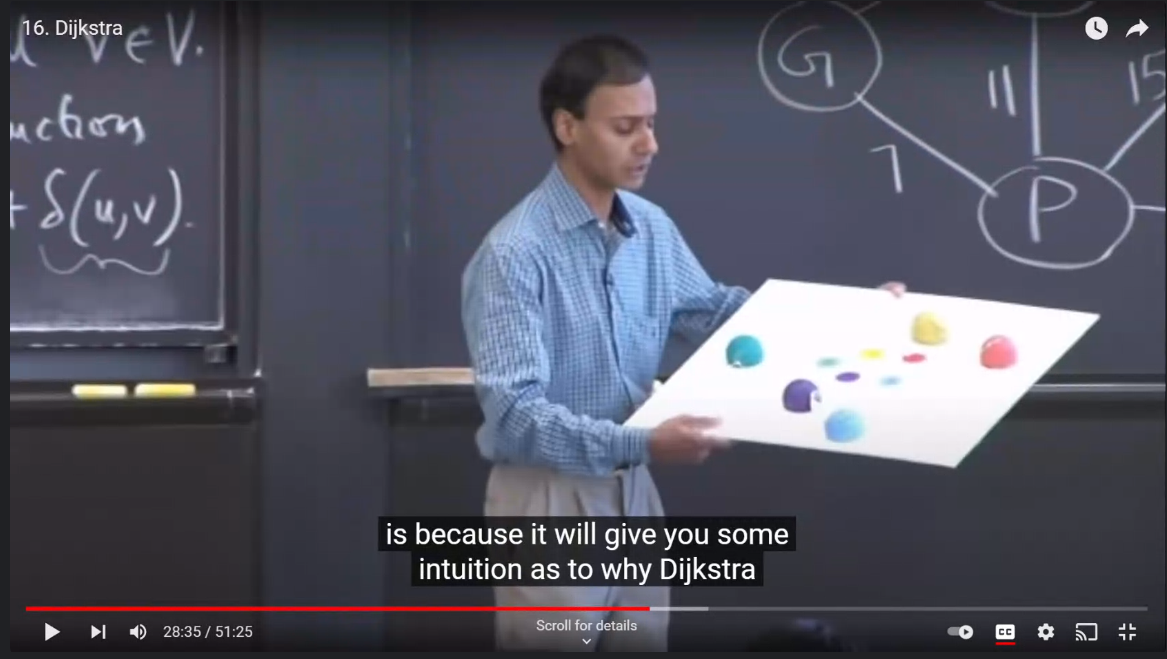 16. Dijkstra
v ∈ V.
δ(u,v).
G
11
15
7
P
is because it will give you some
intuition as to why Dijkstra
28:35 / 51:25
Scroll for details
CC